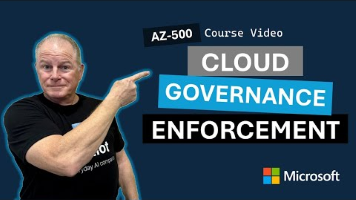 AZ-500 Course Video
CLOUD
GOVERNANCE
ENFORCEMENT
Microsoft